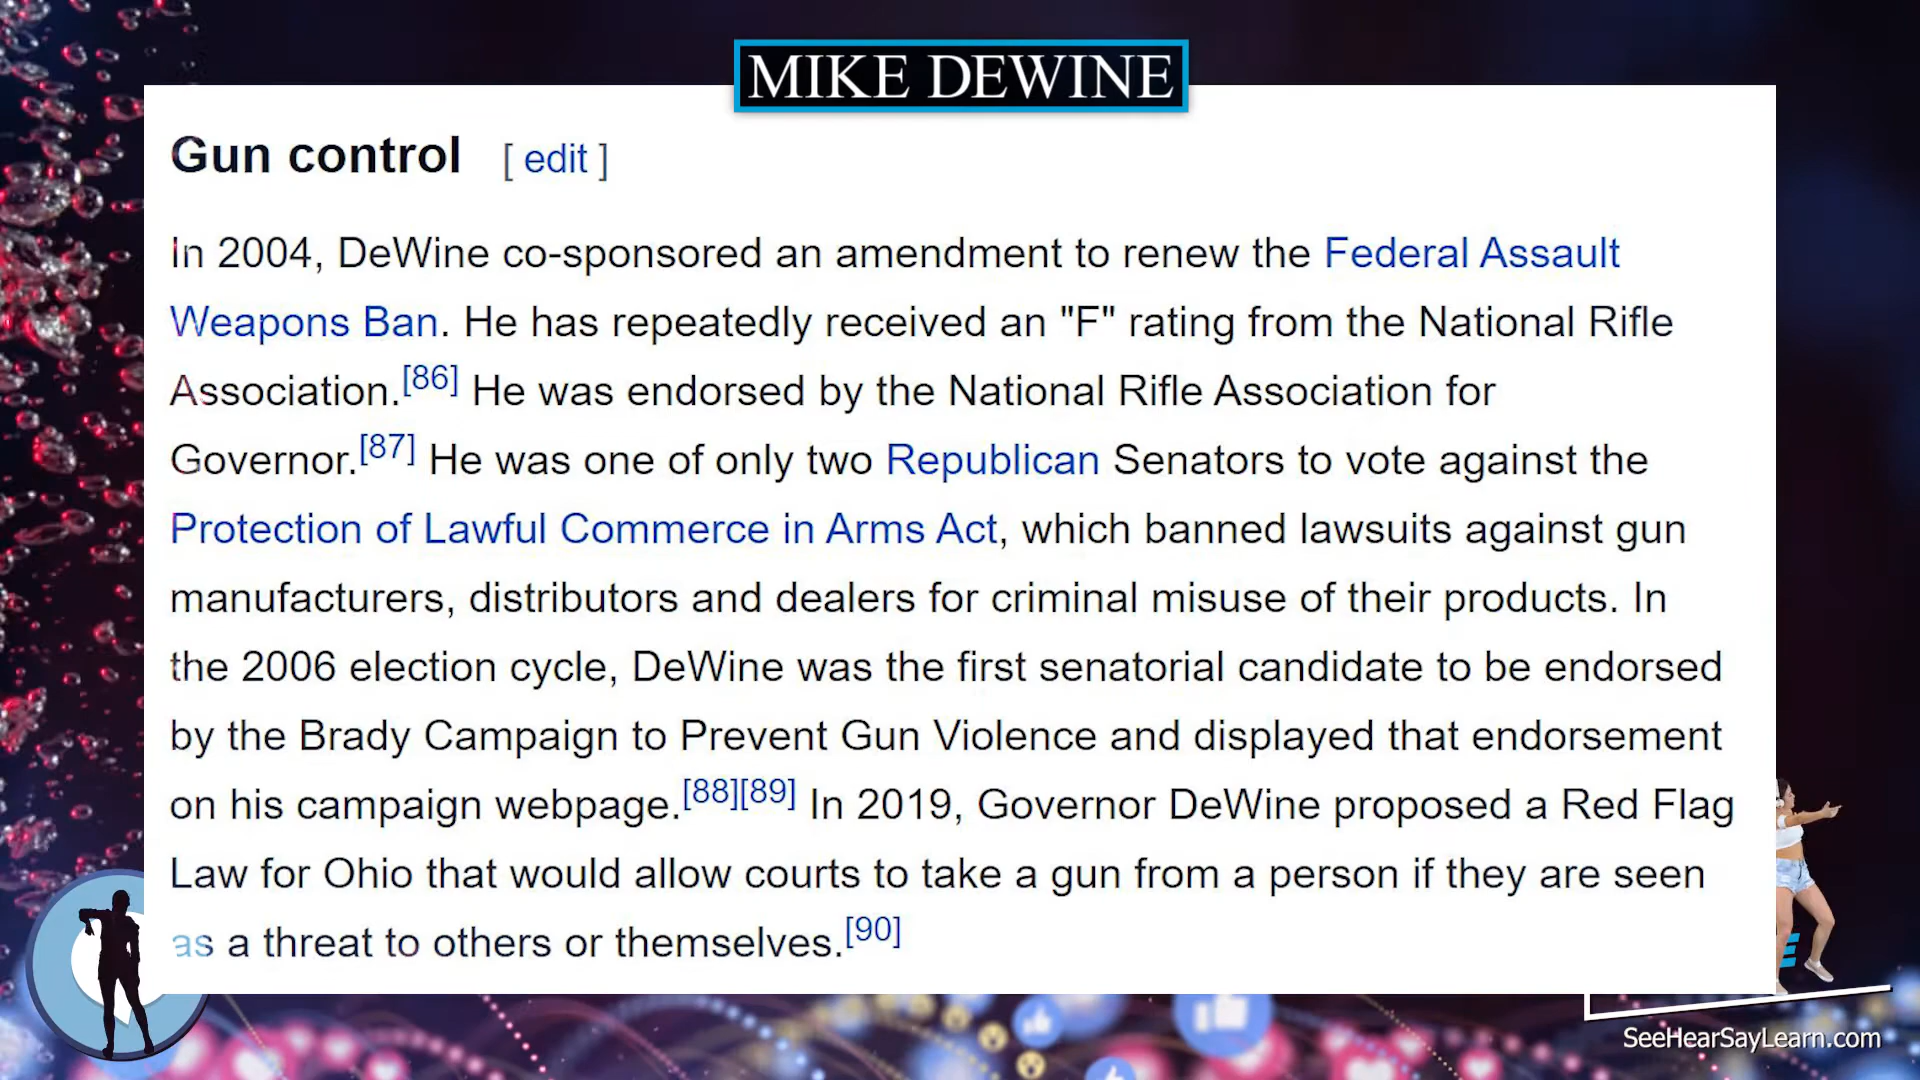 MIKE DEWINE
Gun control [ edit ]
In 2004, DeWine co-sponsored an amendment to renew the Federal Assault
Weapons Ban. He has repeatedly received an "F" rating from the National Rifle
Association.[86] He was endorsed by the National Rifle Association for
Governor.[87] He was one of only two Republican Senators to vote against the
Protection of Lawful Commerce in Arms Act, which banned lawsuits against gun
manufacturers, distributors and dealers for criminal misuse of their products. In
the 2006 election cycle, DeWine was the first senatorial candidate to be endorsed
by the Brady Campaign to Prevent Gun Violence and displayed that endorsement
on his campaign webpage.[88][89] In 2019, Governor DeWine proposed a Red Flag
Law for Ohio that would allow courts to take a gun from a person if they are seen
as a threat to others or themselves.[90]
E
SeeHearSayLearn.com